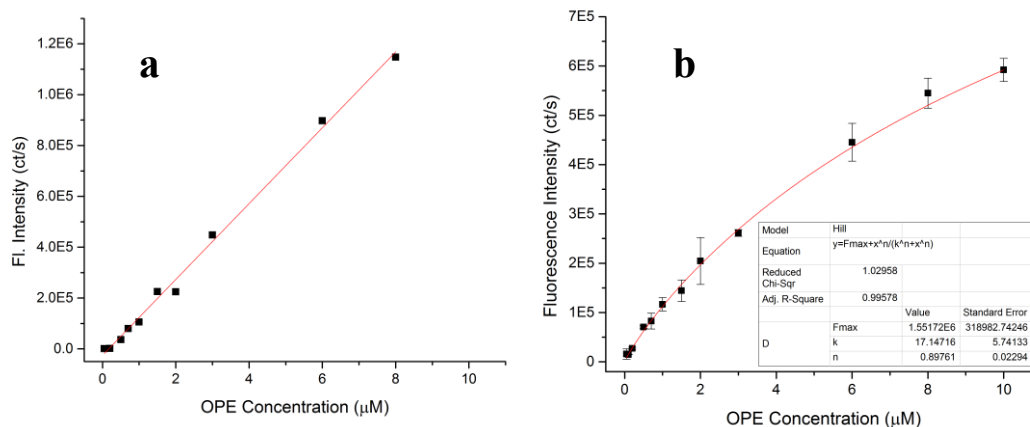 a
1.2E6
1.0E6
8.0E5
6.0E5
4.0E5
2.0E5
0.0
Fl. Intensity (ct/s)
0 2 4 6 8
OPE Concentration (μM)
b
7E5
6E5
5E5
4E5
3E5
2E5
1E5
0
Fluorescence Intensity (ct/s)
Model Hill
Equation y=Fmax+x^n/(k^n+x^n)
Reduced Chi-Sqr 1.02958
Adj. R-Square 0.99578
Value Standard Error
D Fmax 1.55172E6 318982.74246
k 17.14716 5.74133
n 0.89761 0.02294
0 2 4 6 8 10
OPE Concentration (μM)